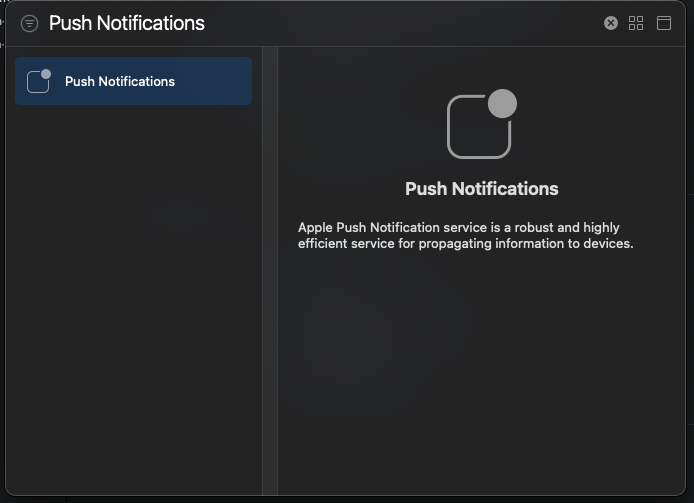 Push Notifications
Push Notifications
Push Notifications
Apple Push Notification service is a robust and highly
efficient service for propagating information to devices.